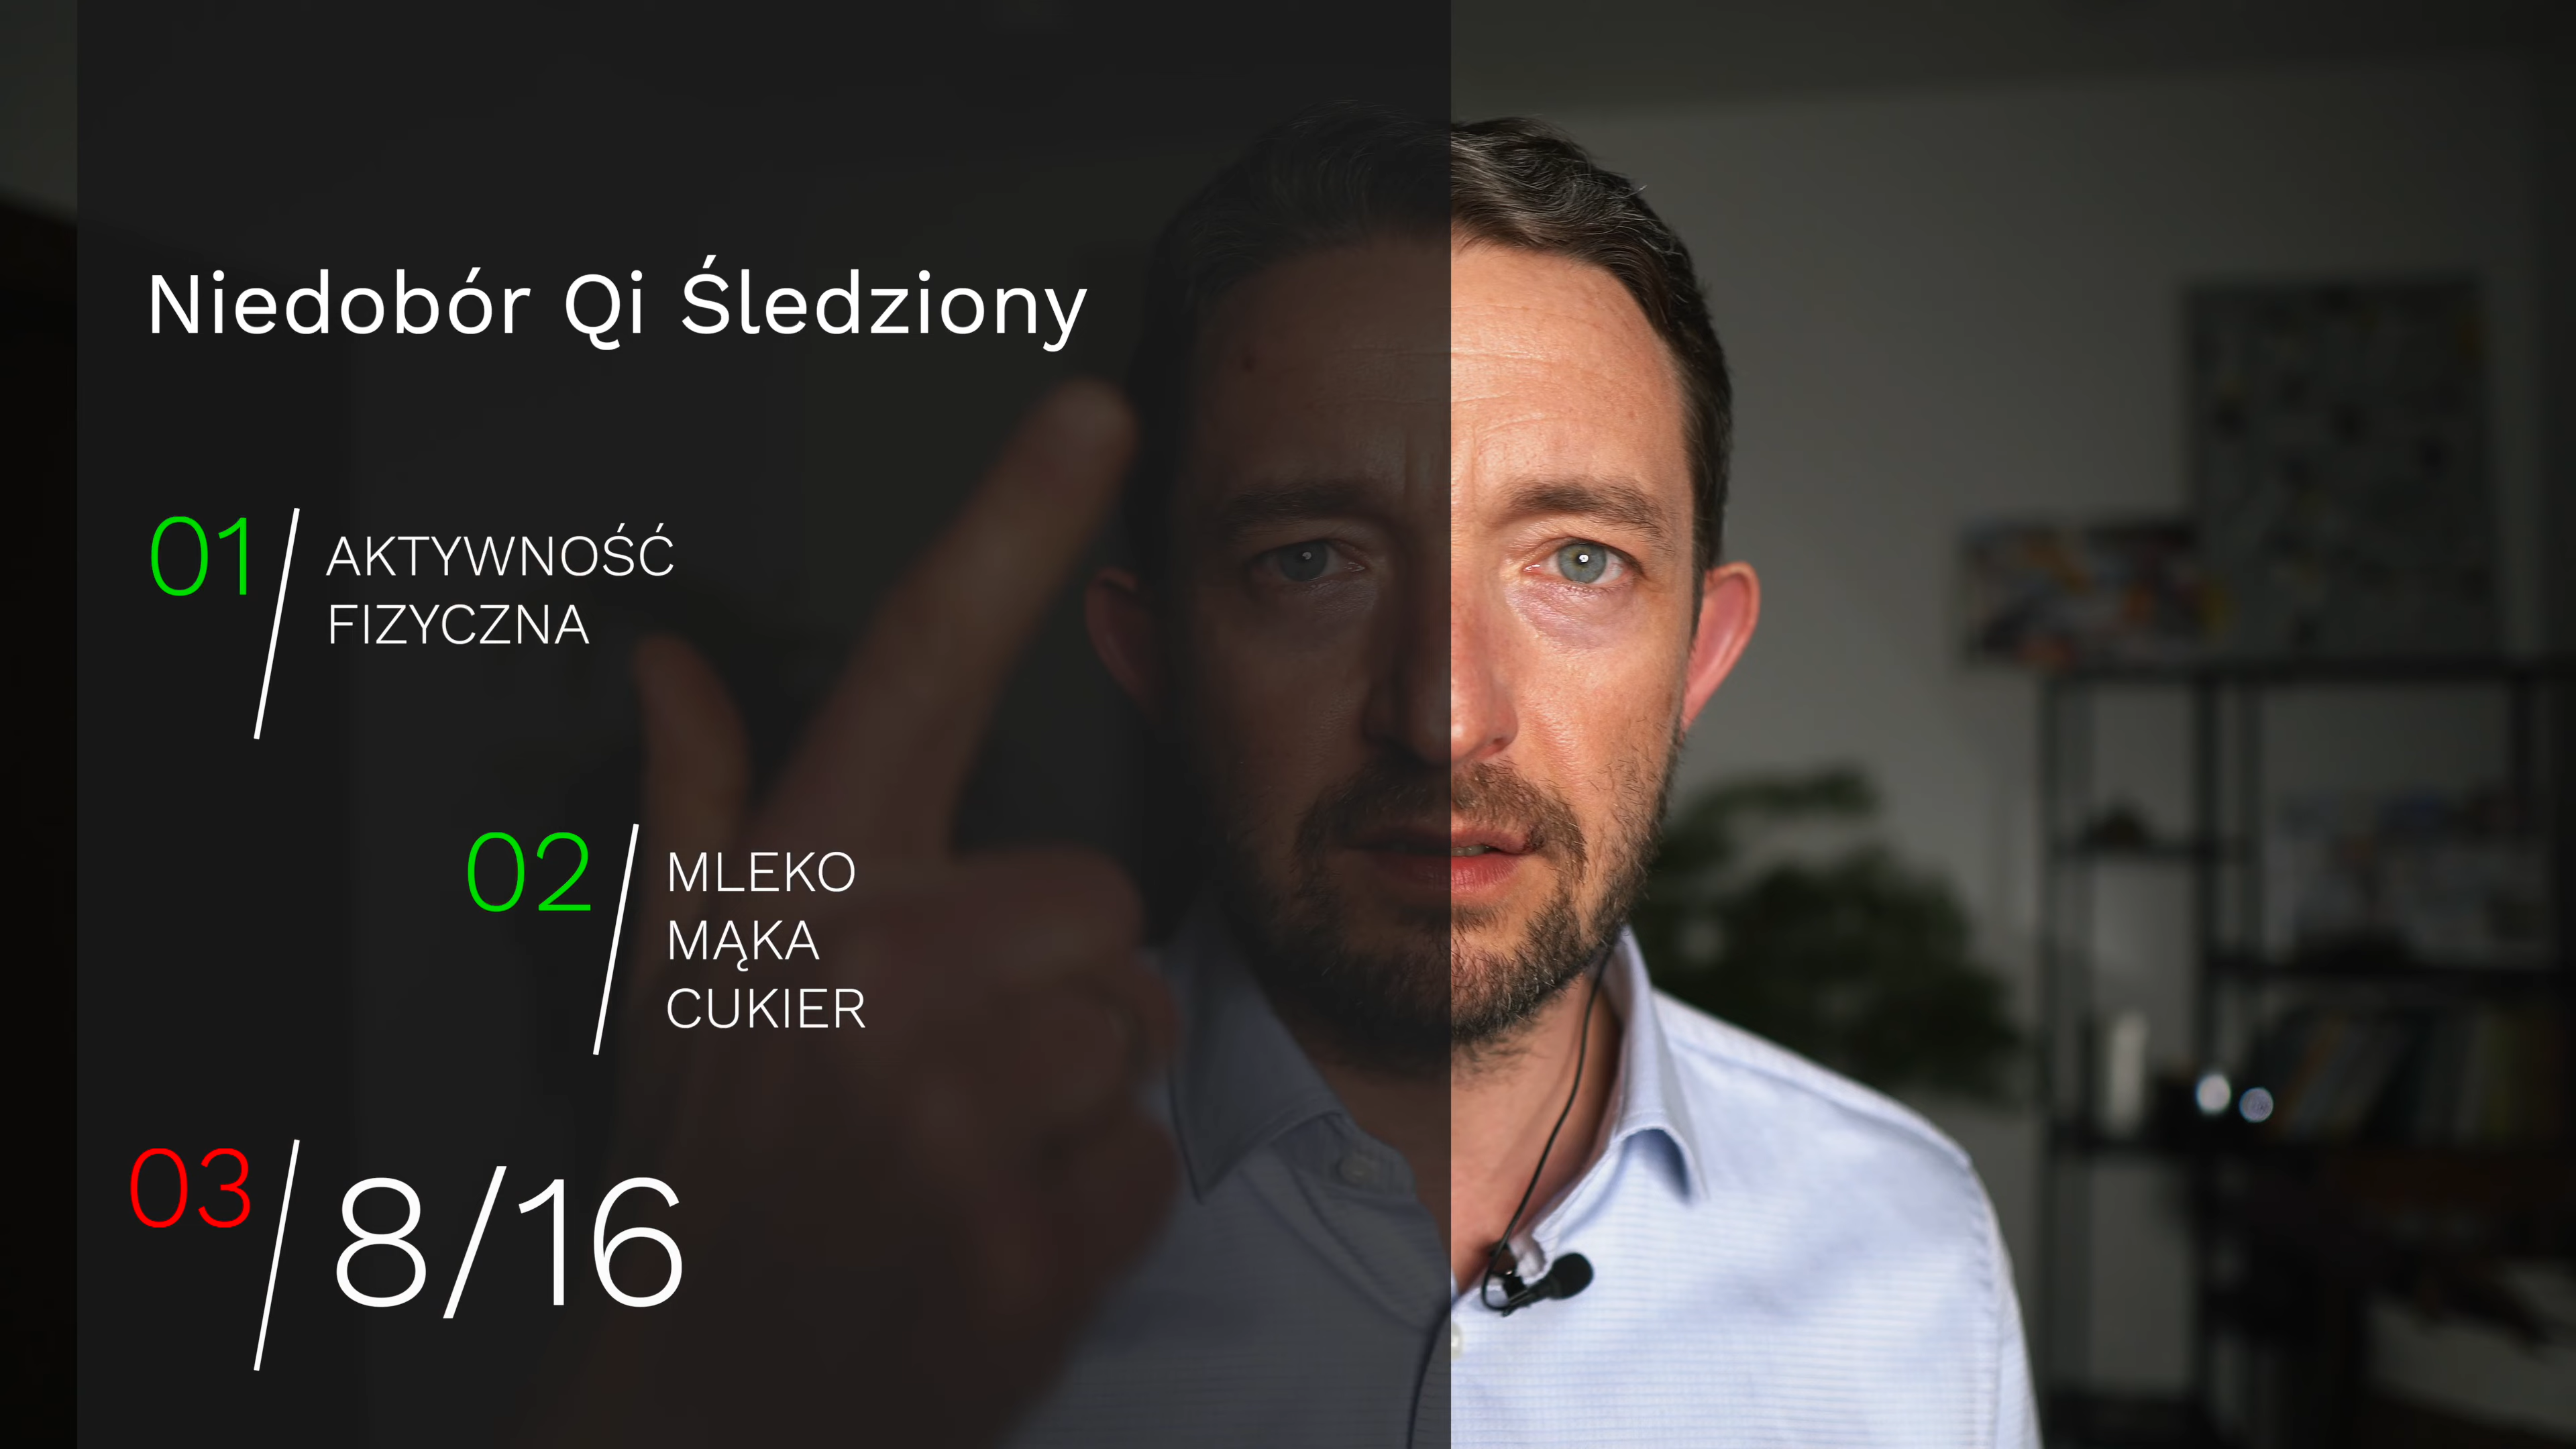 Niedobór Qi Śledziony
01
AKTYWNOŚĆ
FIZYCZNA
02
MLEKO
MĄKA
CUKIER
03
8/16